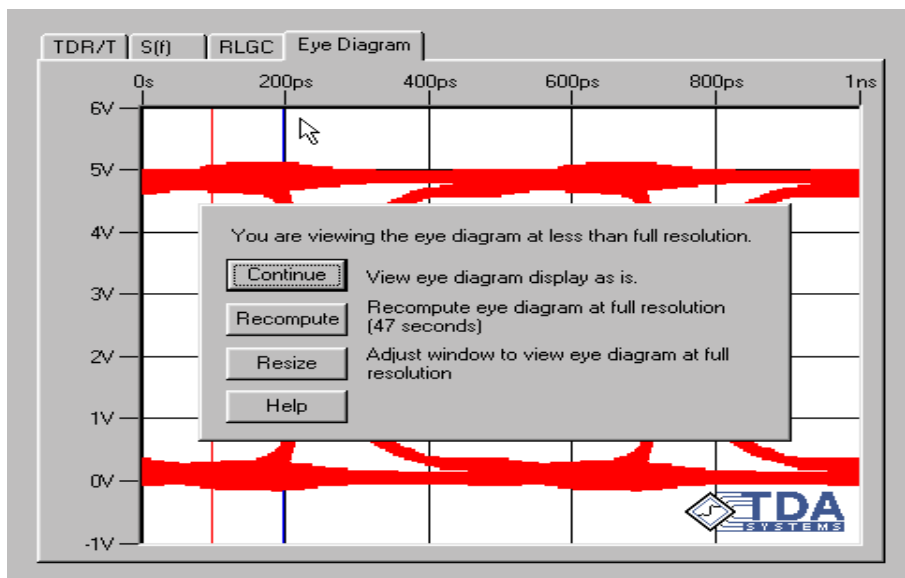 TDR/T S(f) RLGC Eye Diagram
0s 200ps 400ps 600ps 800ps 1ns
6V
5V
4V
3V
2V
1V
0V
-1V
You are viewing the eye diagram at less than full resolution.
Continue View eye diagram display as is.
Recompute Recompute eye diagram at full resolution
(47 seconds)
Resize Adjust window to view eye diagram at full
resolution
Help
TDA
SYSTEMS